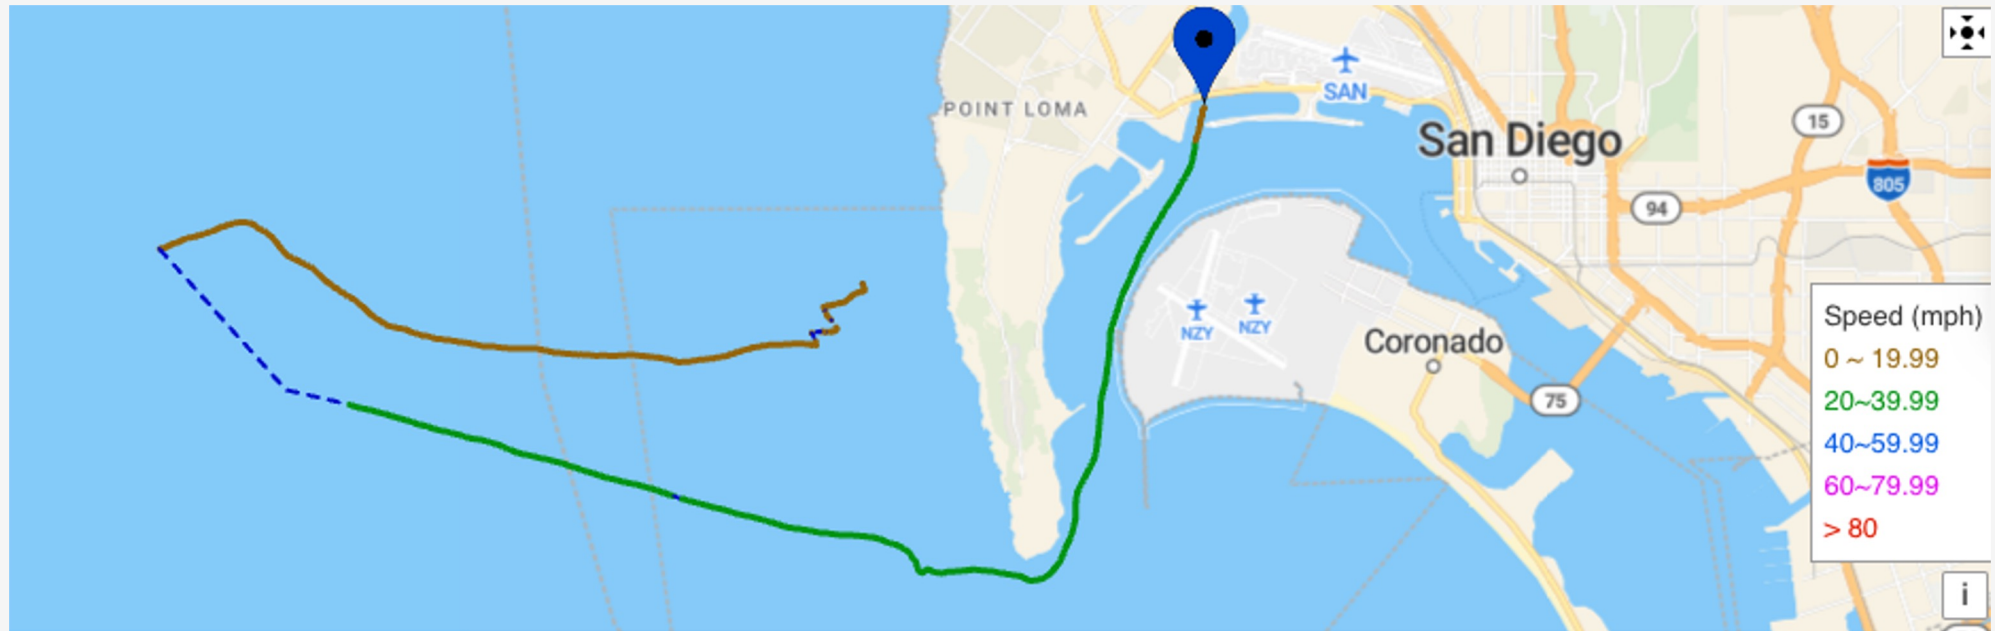 POINT LOMA
SAN
San Diego
15
805
94
NZY
NZY
Coronado
75
Speed (mph)
0 ~ 19.99
20~39.99
40~59.99
60~79.99
> 80
i